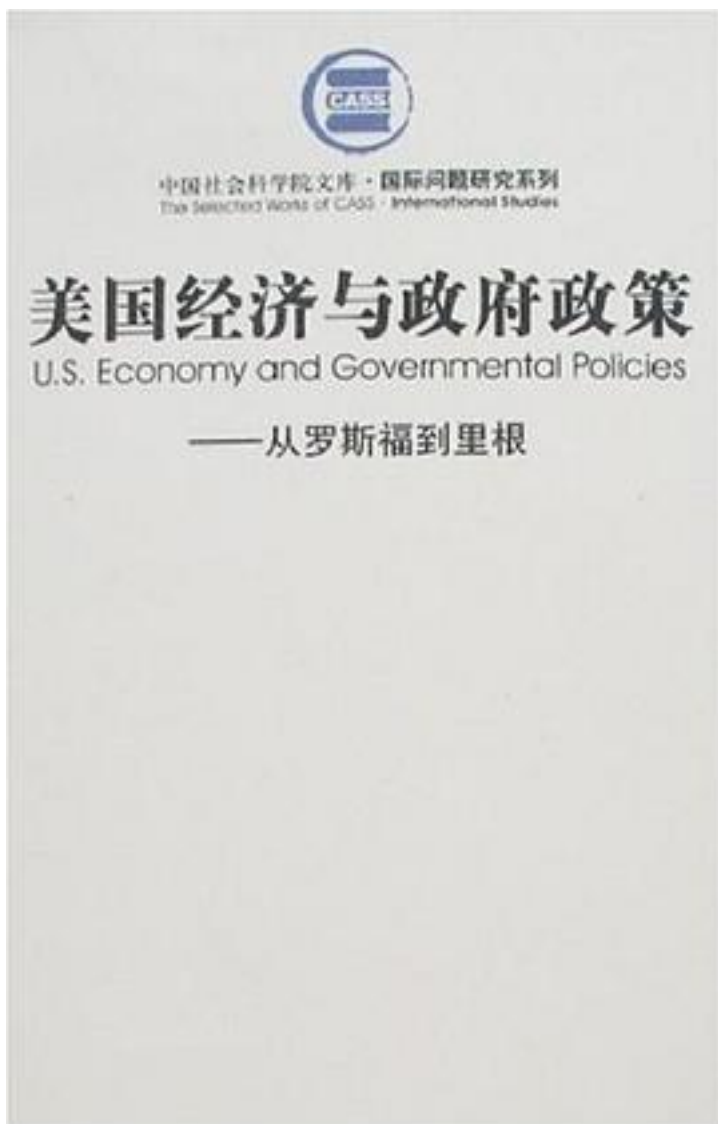 CASS
中国社会科学院文库·国际问题研究系列
The Selected Works of CASS · International Studies
美国经济与政府政策
U.S. Economy and Governmental Policies
——从罗斯福到里根